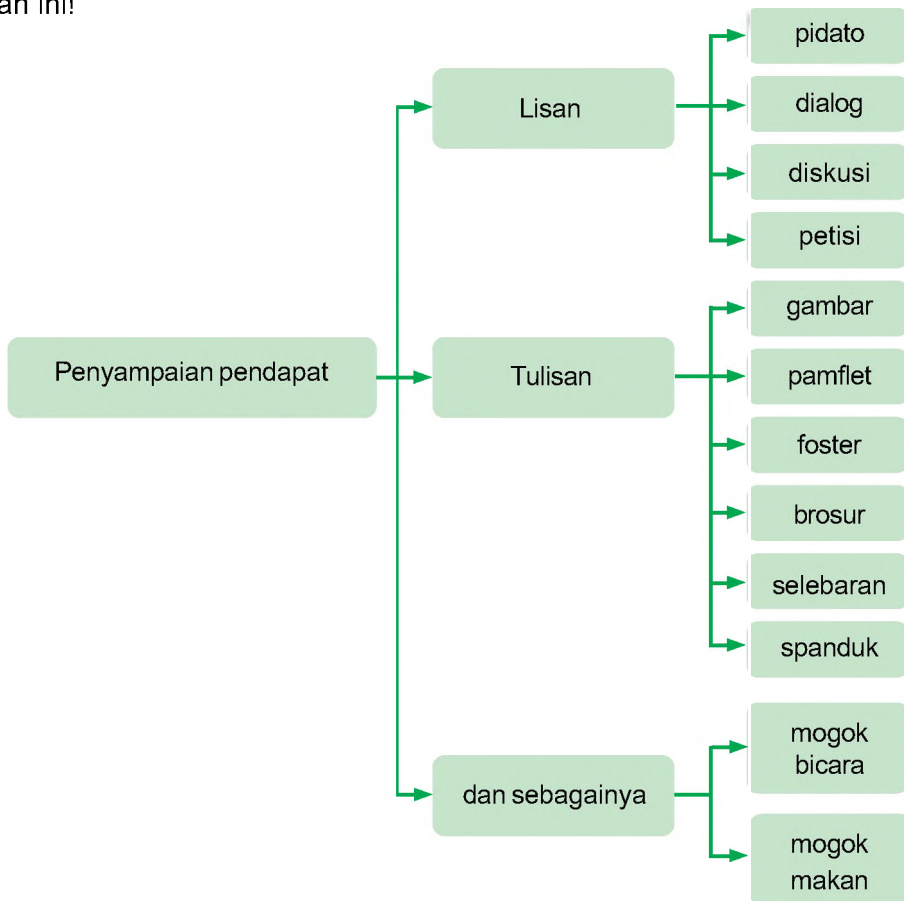 an ini!
pidato
Lisan
dialog
diskusi
petisi
gambar
Penyampaian pendapat
Tulisan
pamflet
foster
brosur
selebaran
spanduk
mogok
bicara
dan sebagainya
mogok
makan